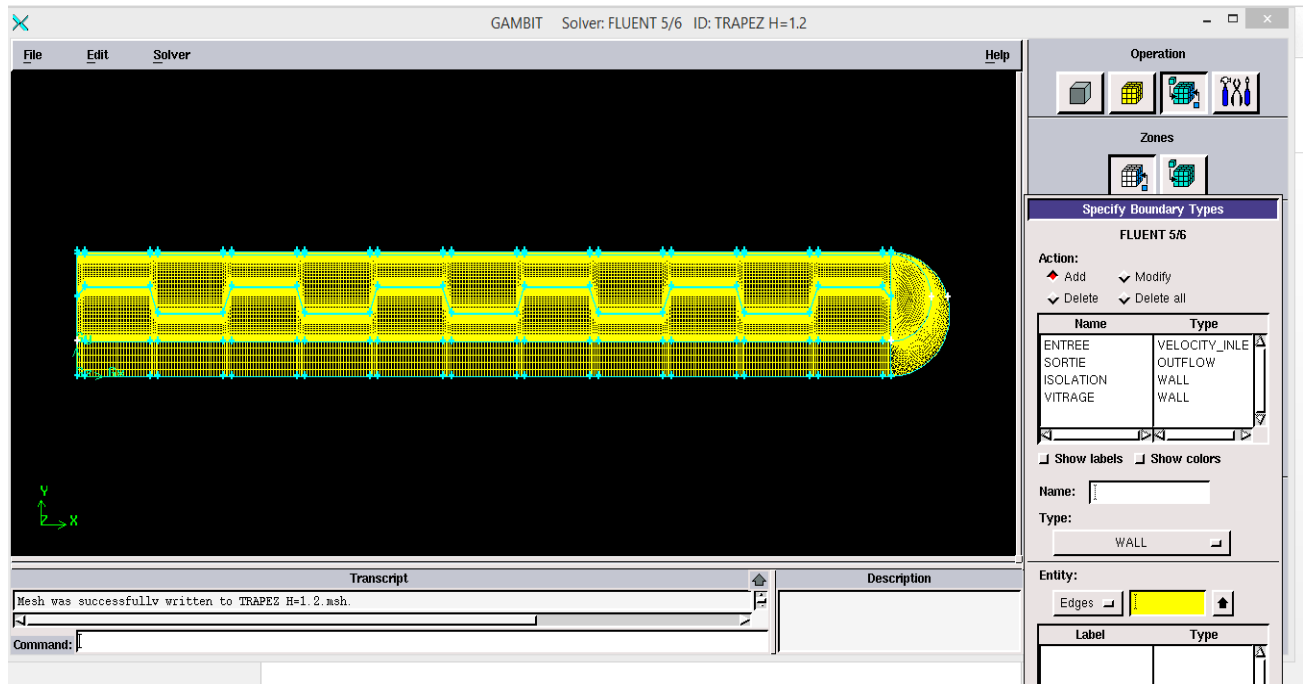 GAMBIT Solver: FLUENT 5/6 ID: TRAPEZ H=1.2
File Edit Solver Help
Operation
Zones
Specify Boundary Types
FLUENT 5/6
Action:
Add Modify
Delete Delete all
Name Type
ENTREE VELOCITY_INLE
SORTIE OUTFLOW
ISOLATION WALL
VITRAGE WALL
Show labels Show colors
Name:
Type:
WALL
Entity:
Edges
Label Type
Y
Z X
Transcript
Description
Mesh was successfully written to TRAPEZ H=1.2.msh.
Command: